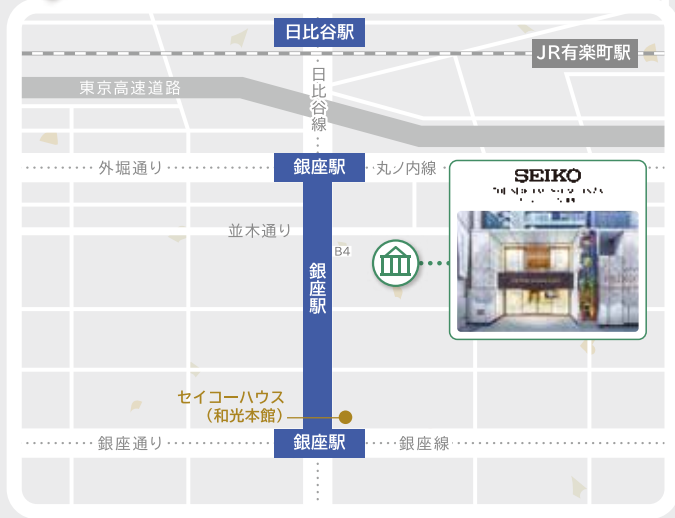 日比谷駅
JR有楽町駅
日比谷線
東京高速道路
外堀通り
銀座駅
丸ノ内線
SEIKO
並木通り
B4
銀座駅
セイコーハウス
（和光本館）
銀座通り
銀座駅
銀座線